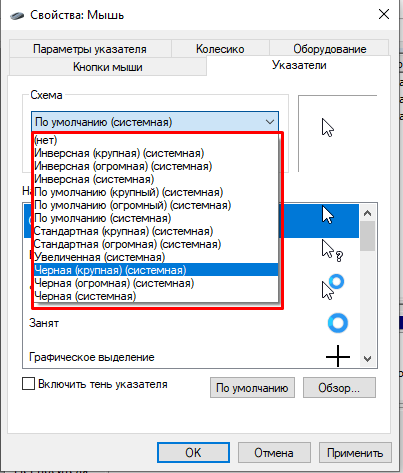 Свойства: Мышь
Параметры указателя
Колесико
Оборудование
Кнопки мыши
Указатели
Схема
По умолчанию (системная)
(нет)
Инверсная (крупная) (системная)
Инверсная (огромная) (системная)
Инверсная (системная)
По умолчанию (крупный) (системная)
По умолчанию (огромный) (системная)
По умолчанию (системная)
Стандартная (крупная) (системная)
Стандартная (огромная) (системная)
Увеличенная (системная)
Черная (крупная) (системная)
Черная (огромная) (системная)
Черная (системная)
На
Занят
Графическое выделение
Включить тень указателя
По умолчанию
Обзор...
OK
Отмена
Применить